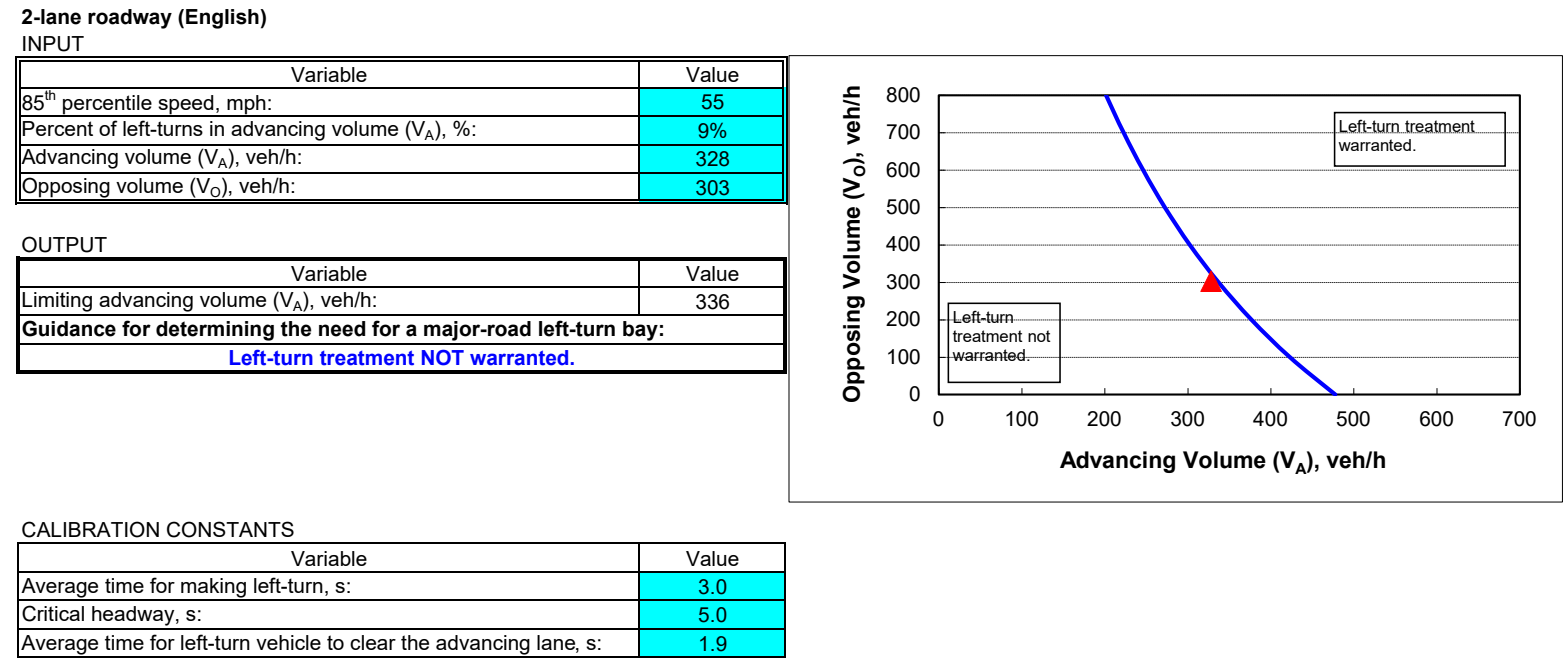 2-lane roadway (English)
INPUT
Variable Value
85th percentile speed, mph: 55
Percent of left-turns in advancing volume (VA), %: 9%
Advancing volume (VA), veh/h: 328
Opposing volume (VO), veh/h: 303
OUTPUT
Variable Value
Limiting advancing volume (VA), veh/h: 336
Guidance for determining the need for a major-road left-turn bay:
Left-turn treatment NOT warranted.
CALIBRATION CONSTANTS
Variable Value
Average time for making left-turn, s: 3.0
Critical headway, s: 5.0
Average time for left-turn vehicle to clear the advancing lane, s: 1.9
Opposing Volume (VO), veh/h
800
700
600
500
400
300
200
100
0
Left-turn treatment
warranted.
Left-turn
treatment not
warranted.
0 100 200 300 400 500 600 700
Advancing Volume (VA), veh/h